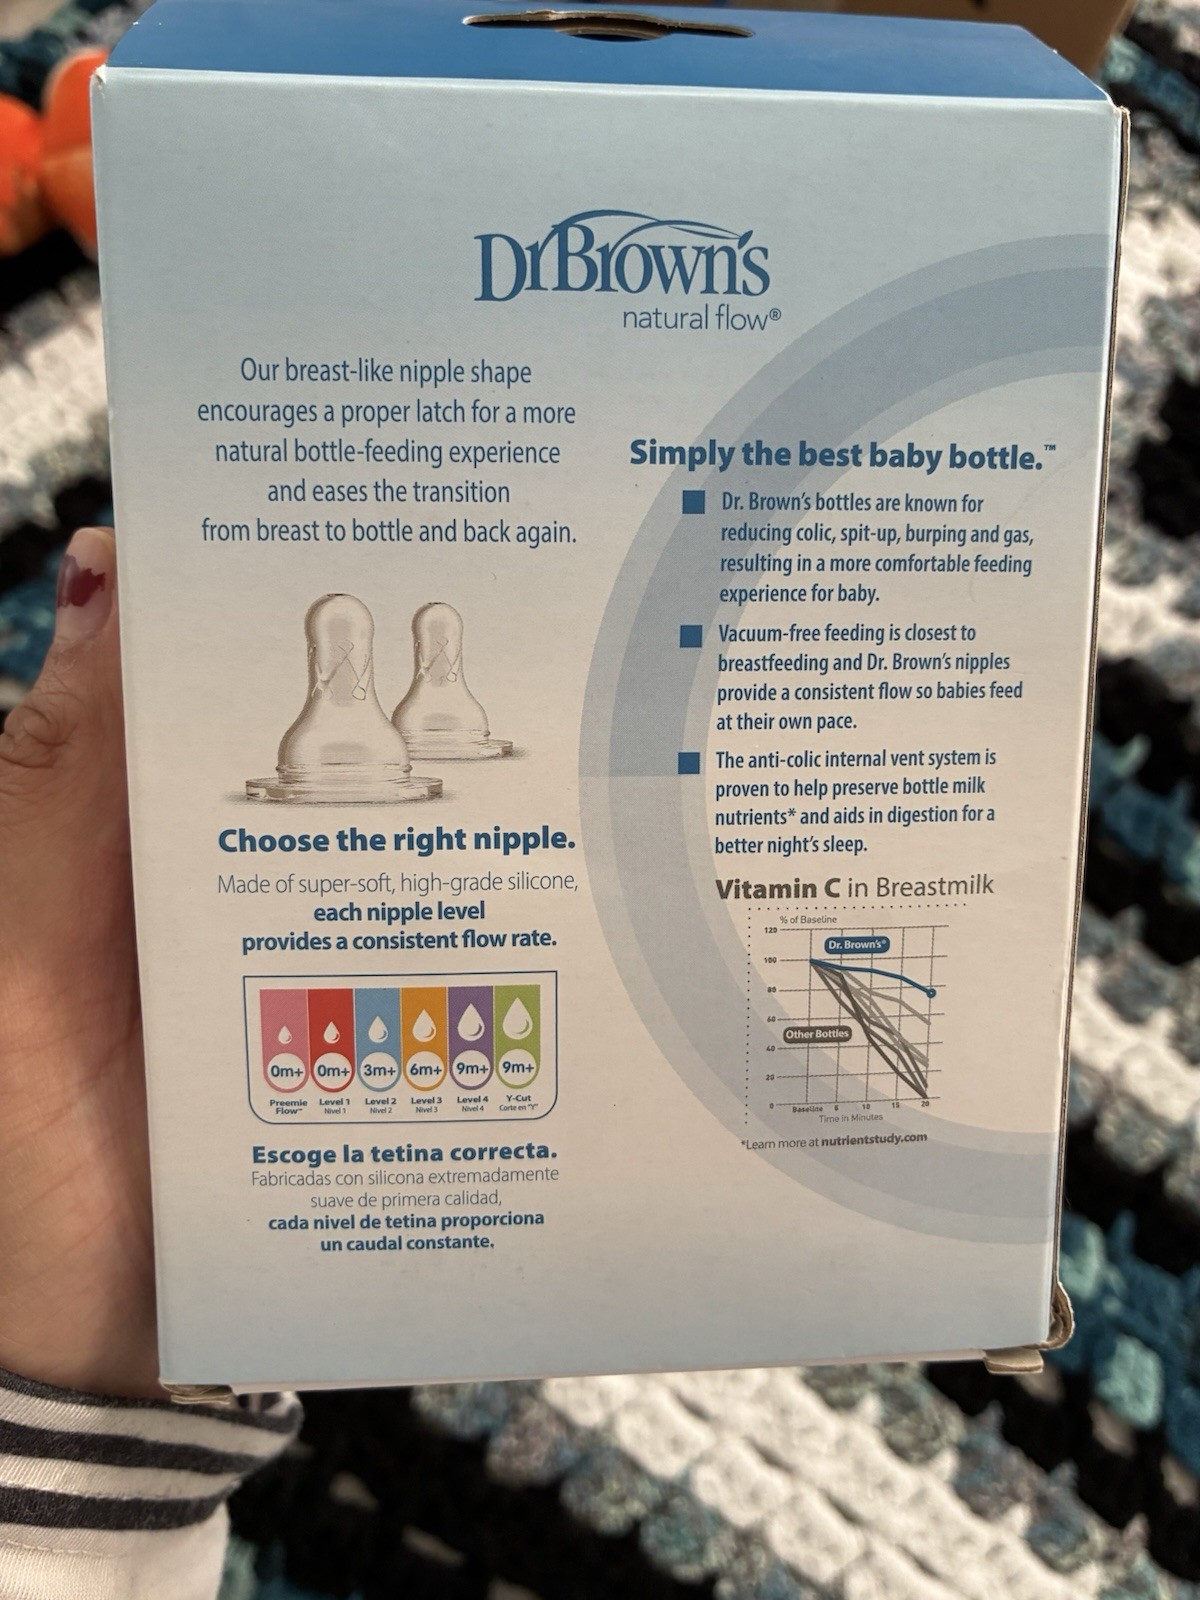 Dr Brown's
natural flow®
Our breast-like nipple shape
encourages a proper latch for a more
natural bottle-feeding experience
and eases the transition
from breast to bottle and back again.
Choose the right nipple.
Made of super-soft, high-grade silicone,
each nipple level
provides a consistent flow rate.
0m+ 0m+ 3m+ 6m+ 9m+ 9m+
Preemie Flow™ Level 1 Level 2 Level 3 Level 4 Y-Cut
Nivel 1 Nivel 2 Nivel 3 Nivel 4 Corte en "Y"
Escoge la tetina correcta.
Fabricadas con silicona extremadamente
suave de primera calidad,
cada nivel de tetina proporciona
un caudal constante.
Simply the best baby bottle.™
Dr. Brown's bottles are known for
reducing colic, spit-up, burping and gas,
resulting in a more comfortable feeding
experience for baby.
Vacuum-free feeding is closest to
breastfeeding and Dr. Brown's nipples
provide a consistent flow so babies feed
at their own pace.
The anti-colic internal vent system is
proven to help preserve bottle milk
nutrients* and aids in digestion for a
better night's sleep.
Vitamin C in Breastmilk
% of Baseline
120
Dr. Brown's®
100
80
60
Other Bottles
40
20
0
Baseline 5 10 15 20
Time in Minutes
*Learn more at nutrientstudy.com